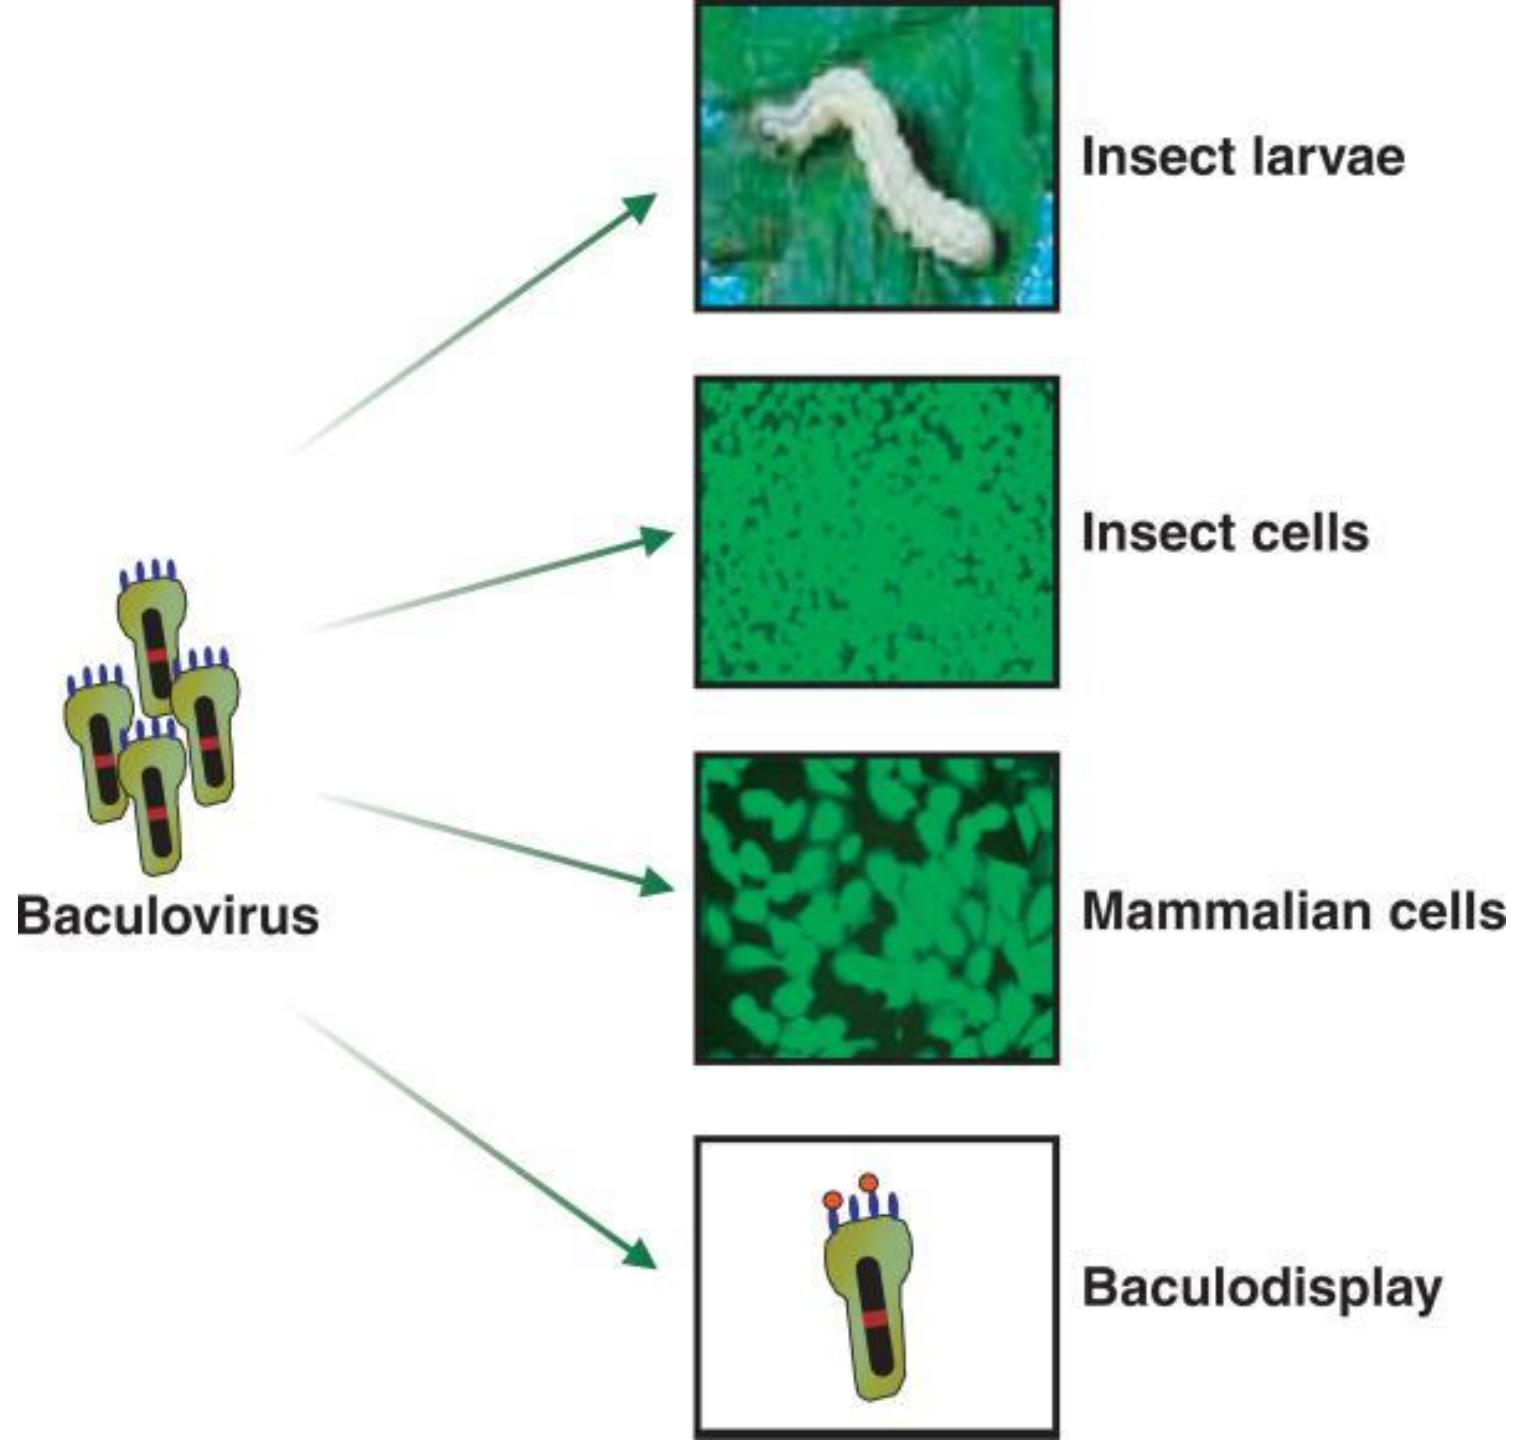 Insect larvae
Insect cells
Baculovirus
Mammalian cells
Baculodisplay